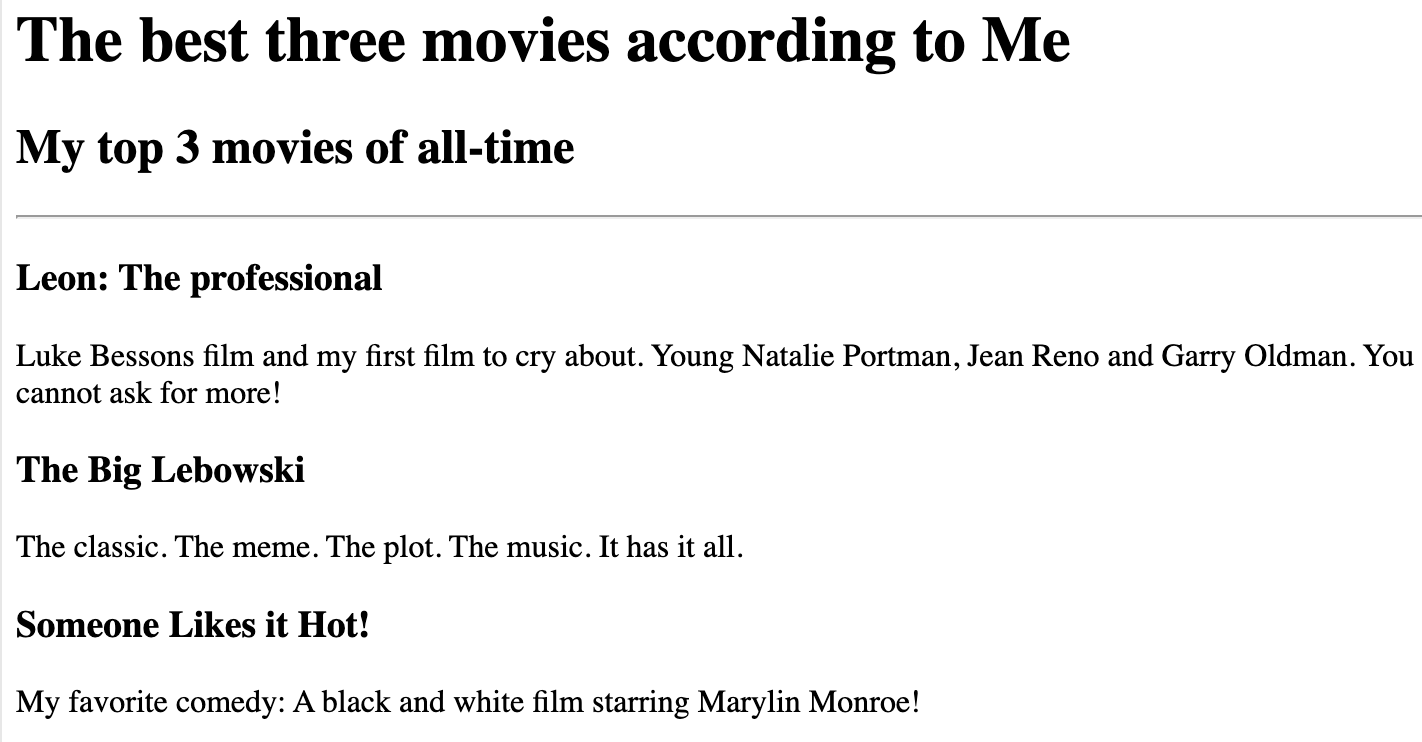 The best three movies according to Me
My top 3 movies of all-time
Leon: The professional
Luke Bessons film and my first film to cry about. Young Natalie Portman, Jean Reno and Garry Oldman. You
cannot ask for more!
The Big Lebowski
The classic. The meme. The plot. The music. It has it all.
Someone Likes it Hot!
My favorite comedy: A black and white film starring Marylin Monroe!